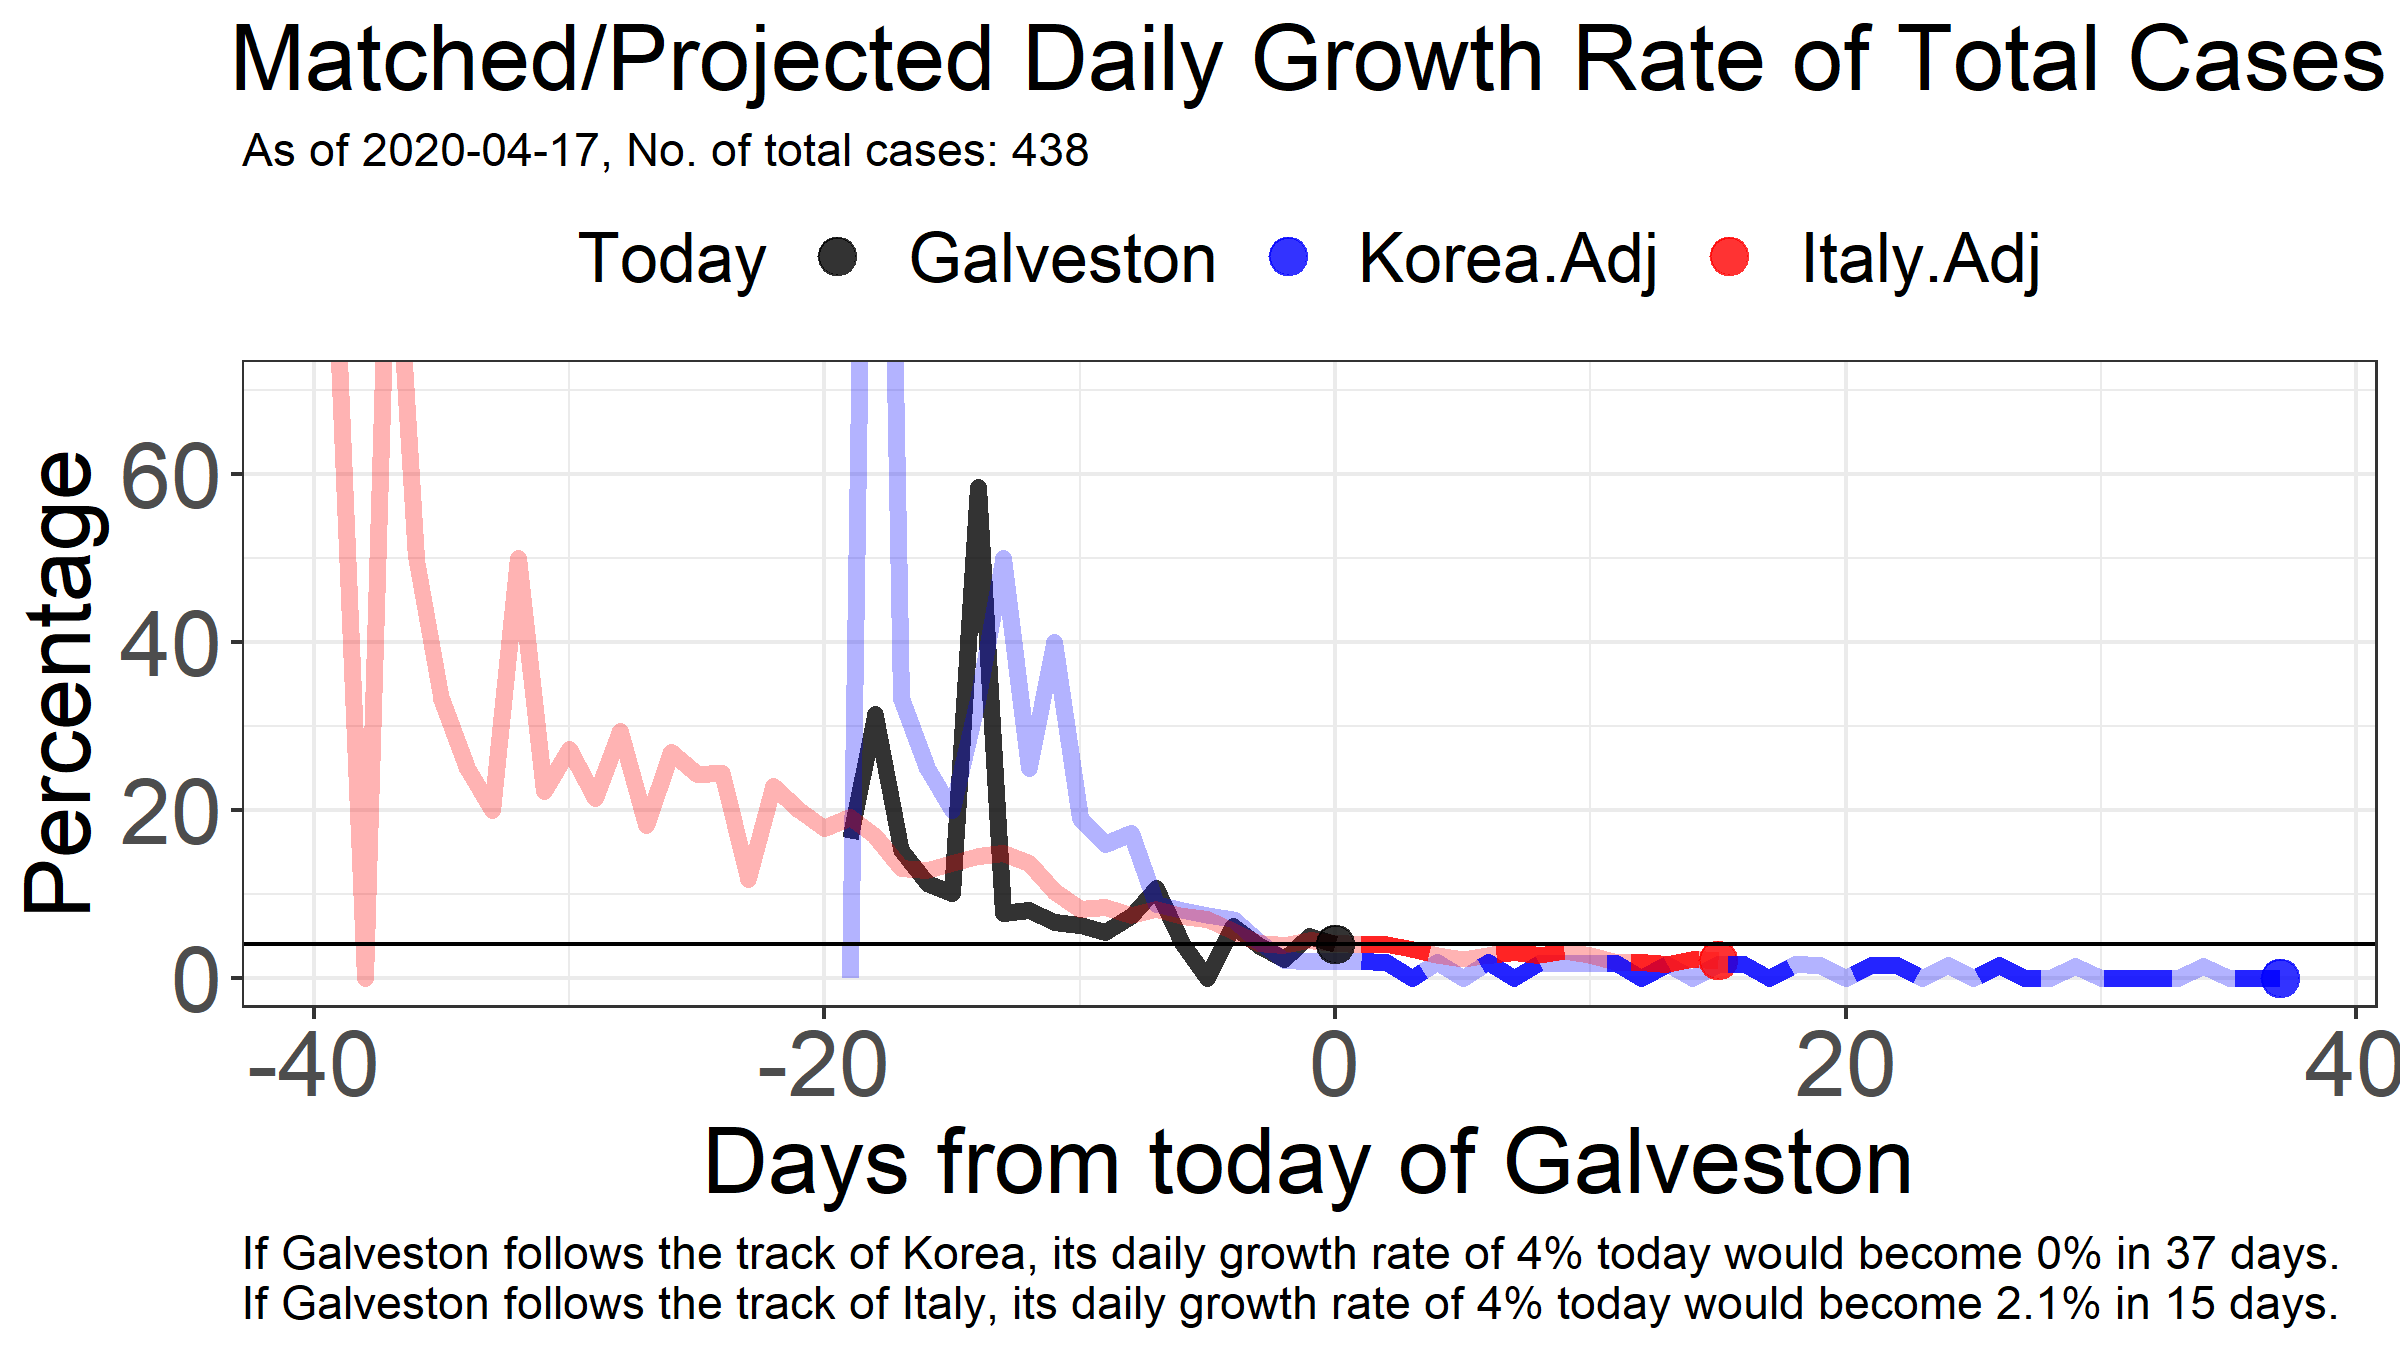 Matched/Projected Daily Growth Rate of Total Cases
As of 2020-04-17, No. of total cases: 438
Today Galveston Korea.Adj Italy.Adj
Percentage
60
40
20
0
-40 -20 0 20 40
Days from today of Galveston
If Galveston follows the track of Korea, its daily growth rate of 4% today would become 0% in 37 days.
If Galveston follows the track of Italy, its daily growth rate of 4% today would become 2.1% in 15 days.